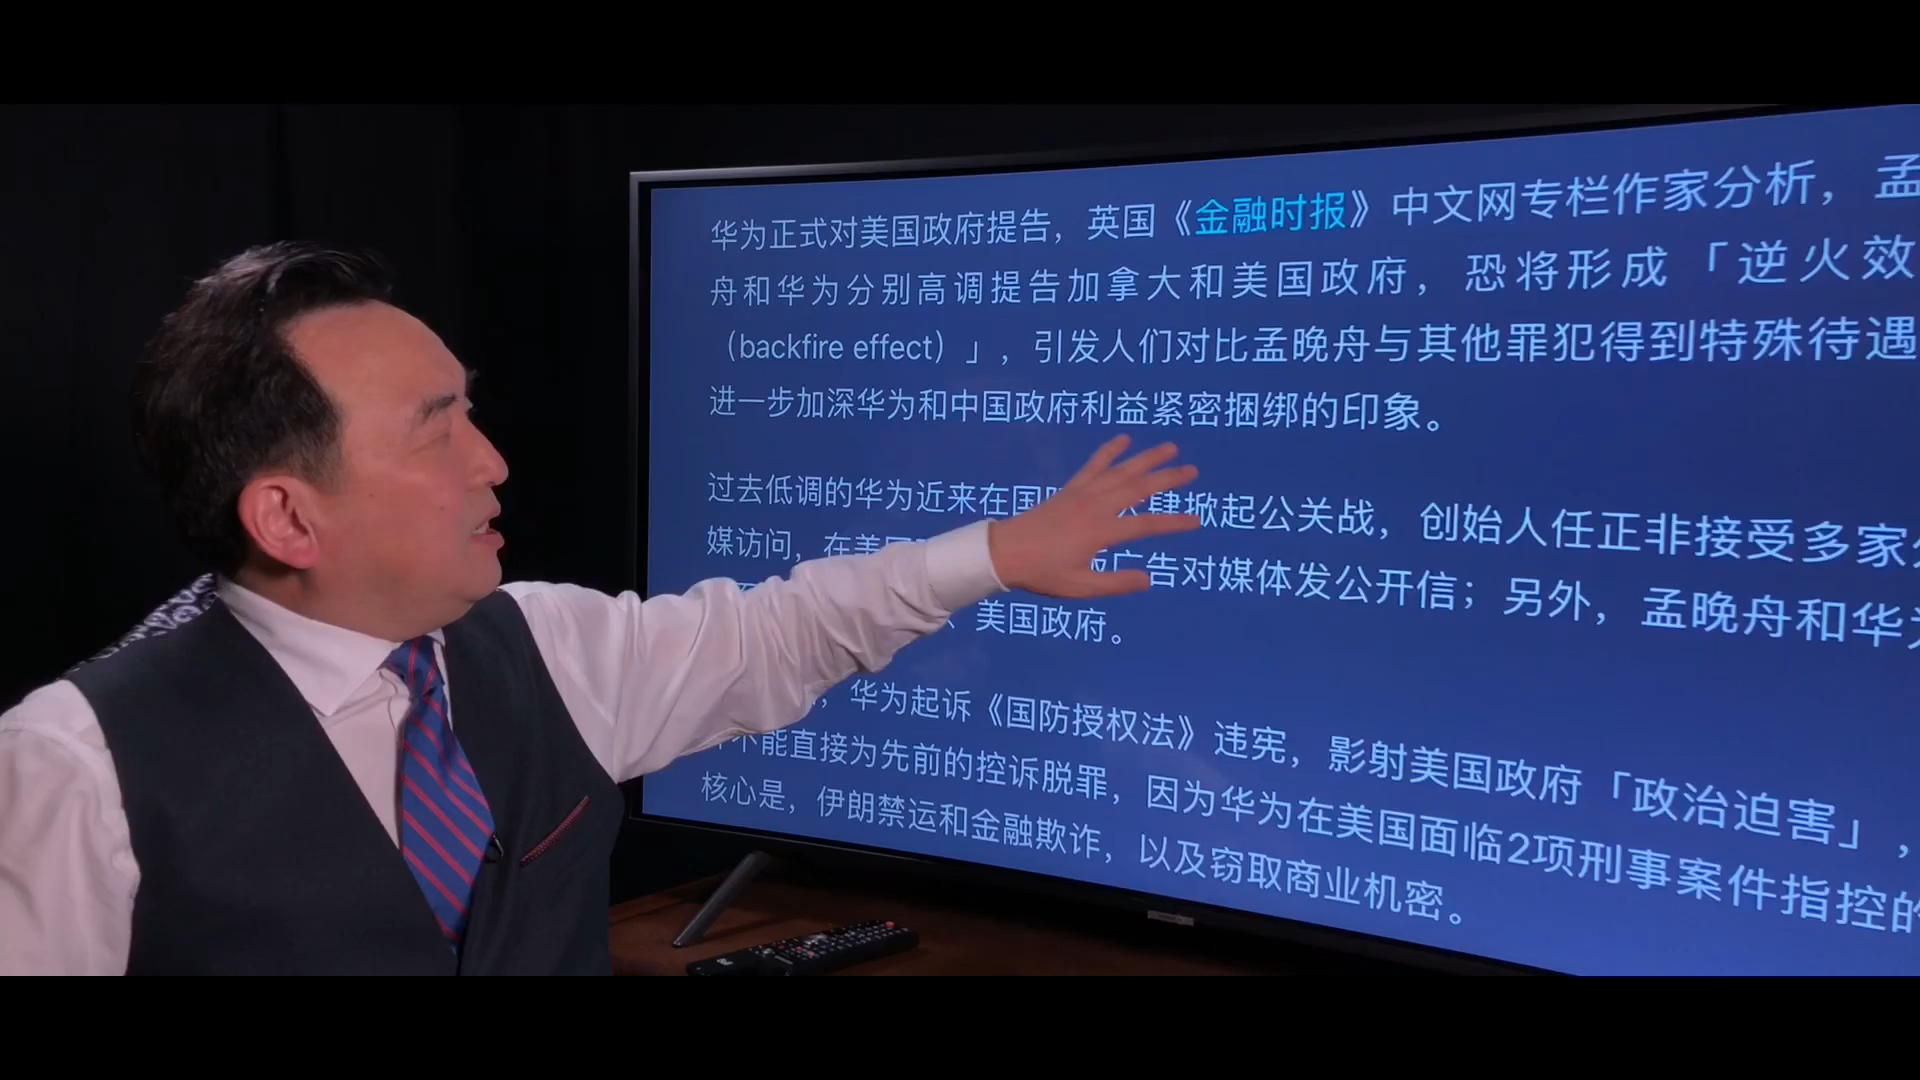 华为正式对美国政府提告，英国《金融时报》中文网专栏作家分析，孟
舟和华为分别高调提告加拿大和美国政府，恐将形成「逆火效
（backfire effect）」，引发人们对比孟晚舟与其他罪犯得到特殊待遇
进一步加深华为和中国政府利益紧密捆绑的印象。
过去低调的华为近来在国 肆掀起公关战，创始人任正非接受多家
媒访问，在美国 广告对媒体发公开信；另外，孟晚舟和华
美国政府。
，华为起诉《国防授权法》违宪，影射美国政府「政治迫害」，
不能直接为先前的控诉脱罪，因为华为在美国面临2项刑事案件指控的
核心是，伊朗禁运和金融欺诈，以及窃取商业机密。